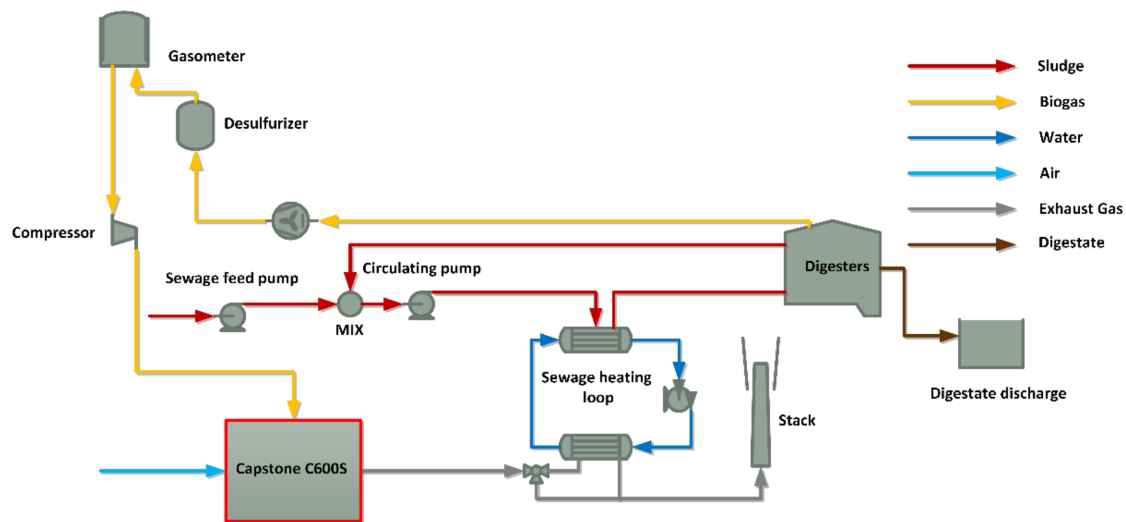 Gasometer
Sludge
Biogas
Desulfurizer
Water
Air
Exhaust Gas
Compressor
Digestate
Sewage feed pump
Circulating pump
Digesters
MIX
Sewage heating
loop
Digestate discharge
Stack
Capstone C600S